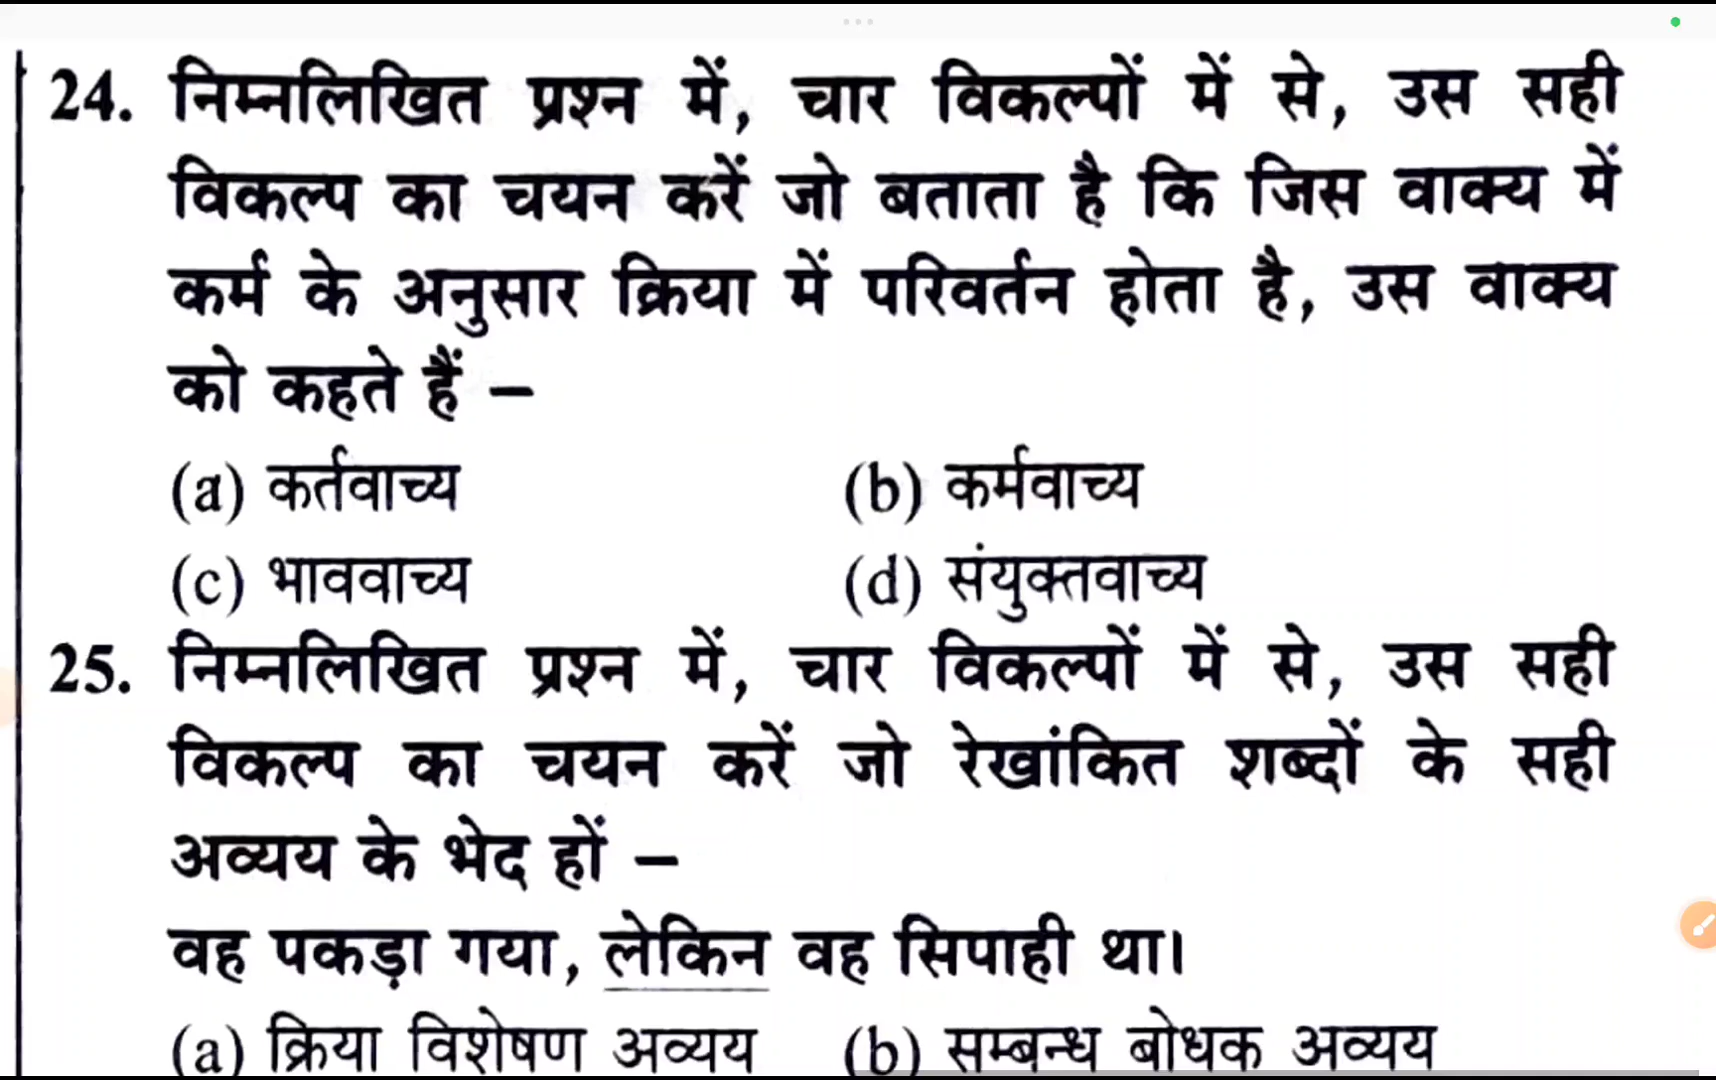 24. निम्नलिखित प्रश्न में, चार विकल्पों में से, उस सही
विकल्प का चयन करें जो बताता है कि जिस वाक्य में
कर्म के अनुसार क्रिया में परिवर्तन होता है, उस वाक्य
को कहते हैं –
(a) कर्तवाच्य (b) कर्मवाच्य
(c) भाववाच्य (d) संयुक्तवाच्य
25. निम्नलिखित प्रश्न में, चार विकल्पों में से, उस सही
विकल्प का चयन करें जो रेखांकित शब्दों के सही
अव्यय के भेद हों –
वह पकड़ा गया, लेकिन वह सिपाही था।
(a) क्रिया विशेषण अव्यय (b) सम्बन्ध बोधक अव्यय